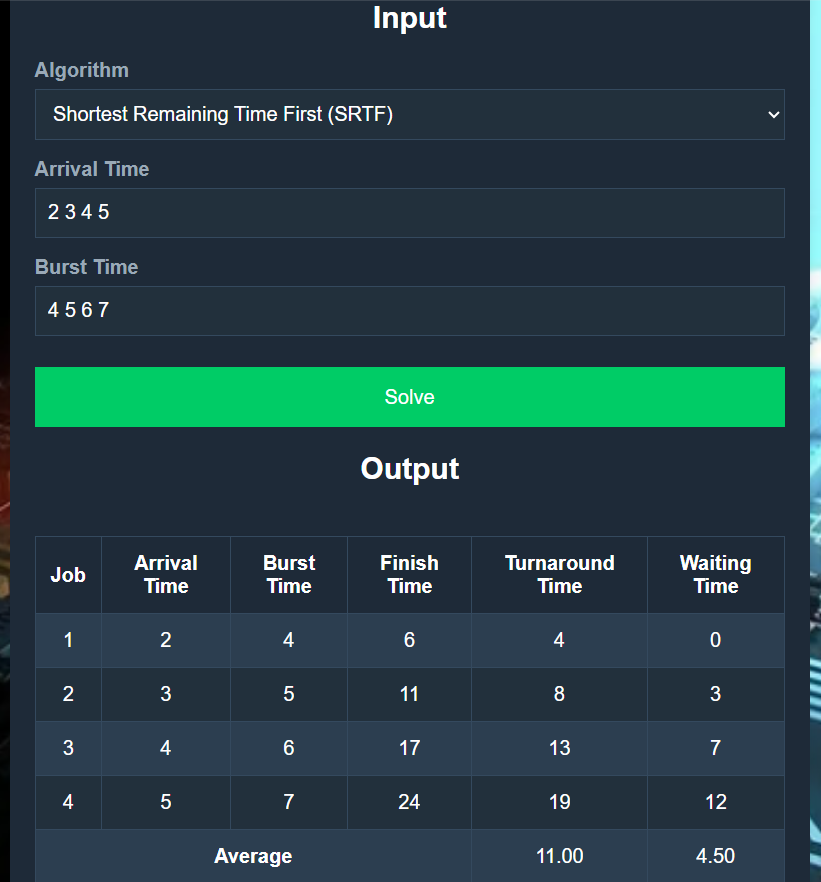 Input
Algorithm
Shortest Remaining Time First (SRTF)
Arrival Time
2 3 4 5
Burst Time
4 5 6 7
Solve
Output
Job Arrival Time Burst Time Finish Time Turnaround Time Waiting Time
1 2 4 6 4 0
2 3 5 11 8 3
3 4 6 17 13 7
4 5 7 24 19 12
Average 11.00 4.50